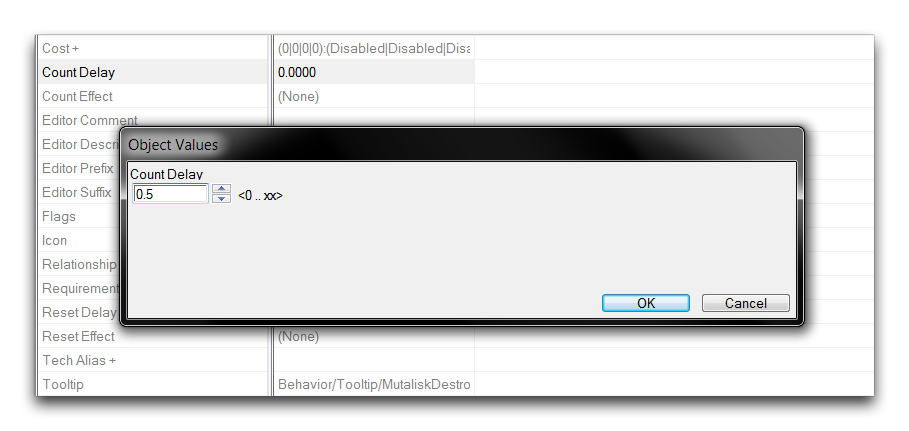 Cost + (0|0|0|0):(Disabled|Disabled|Disa
Count Delay 0.0000
Count Effect (None)
Editor Comment
Editor Descri
Object Values
Editor Prefix
Count Delay
Editor Suffix
0.5 <0 .. xx>
Flags
Icon
Relationship
Requirement
Reset Delay
OK Cancel
Reset Effect (None)
Tech Alias +
Tooltip Behavior/Tooltip/MutaliskDestro